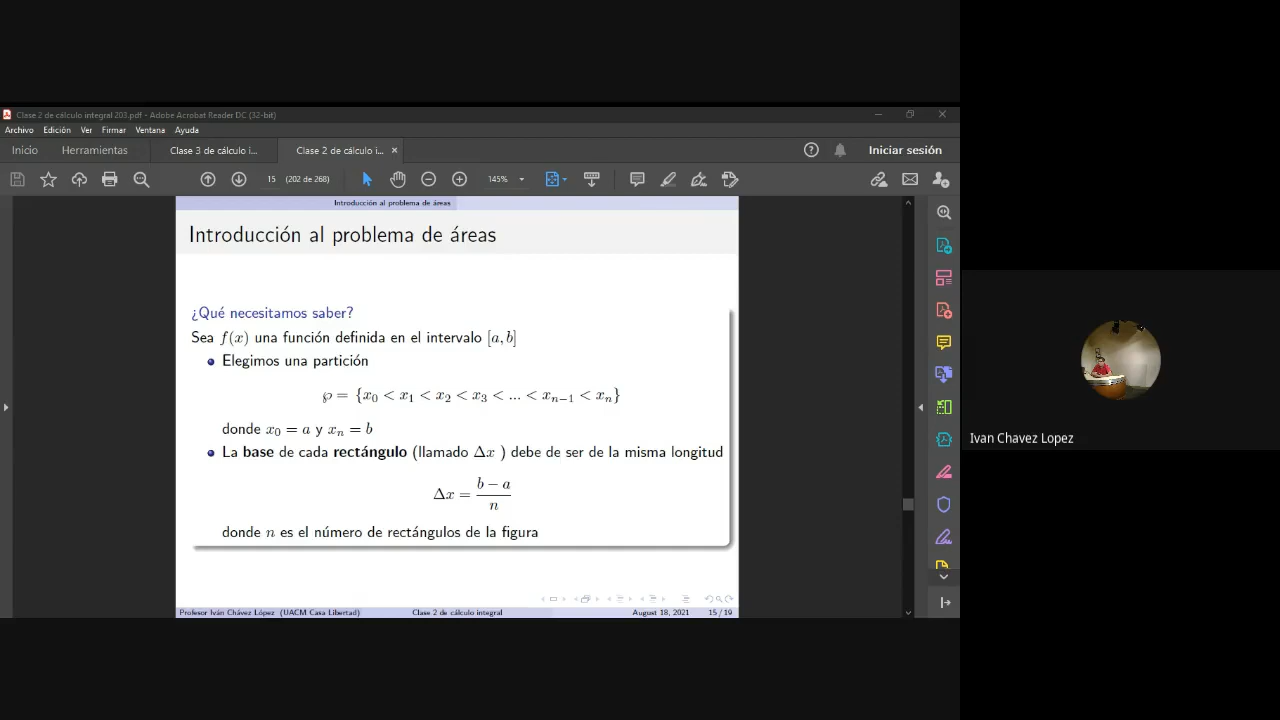 Clase 2 de cálculo integral 203.pdf - Adobe Acrobat Reader DC (32-bit)
Archivo Edición Ver Firmar Ventana Ayuda
Inicio Herramientas Clase 3 de cálculo i... Clase 2 de cálculo i... × Iniciar sesión
15 (202 de 268) 145%
Introducción al problema de áreas
Introducción al problema de áreas
¿Qué necesitamos saber?
Sea f(x) una función definida en el intervalo [a, b]
Elegimos una partición
℘ = {x₀ < x₁ < x₂ < x₃ < ... < xₙ₋₁ < xₙ}
donde x₀ = a y xₙ = b
La base de cada rectángulo (llamado Δx ) debe de ser de la misma longitud
Δx = (b − a)/n
donde n es el número de rectángulos de la figura
Profesor Iván Chávez López (UACM Casa Libertad) Clase 2 de cálculo integral August 18, 2021 15 / 19
Ivan Chavez Lopez